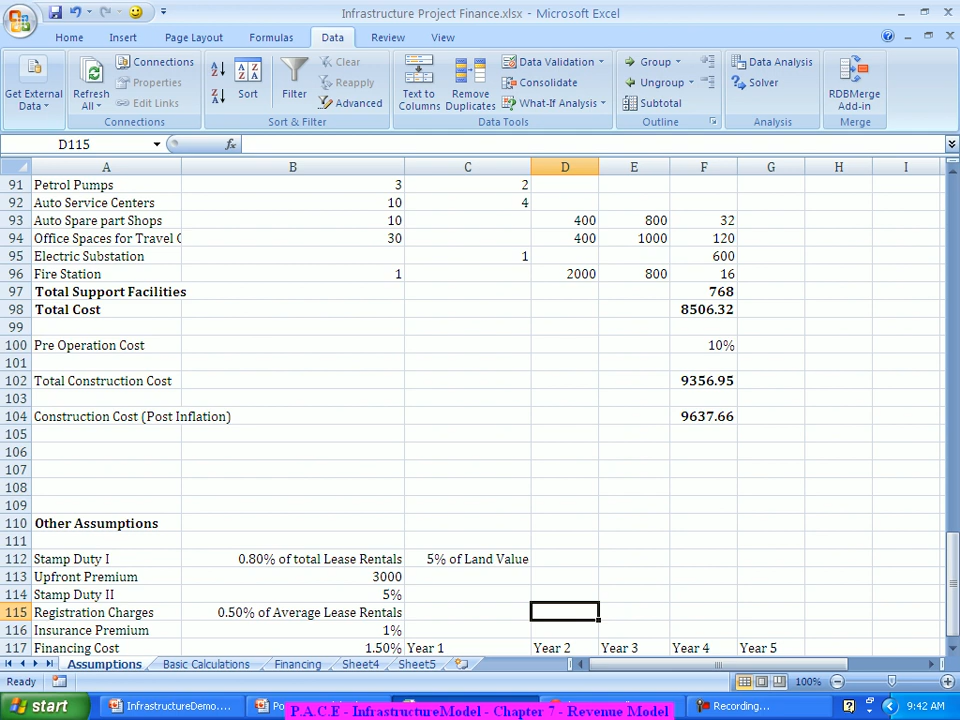 Infrastructure Project Finance.xlsx - Microsoft Excel
Home Insert Page Layout Formulas Data Review View
Get External Data
Refresh All
Connections
Properties
Edit Links
Connections
Sort
Filter
Clear
Reapply
Advanced
Sort & Filter
Text to Columns
Remove Duplicates
Data Validation
Consolidate
What-If Analysis
Data Tools
Group
Ungroup
Subtotal
Outline
Data Analysis
Solver
Analysis
RDBMerge Add-in
Merge
D115 fx
A B C D E F G H I
91 Petrol Pumps 3 2
92 Auto Service Centers 10 4
93 Auto Spare part Shops 10 400 800 32
94 Office Spaces for Travel 30 400 1000 120
95 Electric Substation 1 600
96 Fire Station 1 2000 800 16
97 Total Support Facilities 768
98 Total Cost 8506.32
99
100 Pre Operation Cost 10%
101
102 Total Construction Cost 9356.95
103
104 Construction Cost (Post Inflation) 9637.66
105
106
107
108
109
110 Other Assumptions
111
112 Stamp Duty I 0.80% of total Lease Rentals 5% of Land Value
113 Upfront Premium 3000
114 Stamp Duty II 5%
115 Registration Charges 0.50% of Average Lease Rentals
116 Insurance Premium 1%
117 Financing Cost 1.50% Year 1 Year 2 Year 3 Year 4 Year 5
Assumptions Basic Calculations Financing Sheet4 Sheet5
Ready 100%
start InfrastructureDemo.... Po Recording... 9:42 AM
P.A.C.E - InfrastructureModel - Chapter 7 - Revenue Model